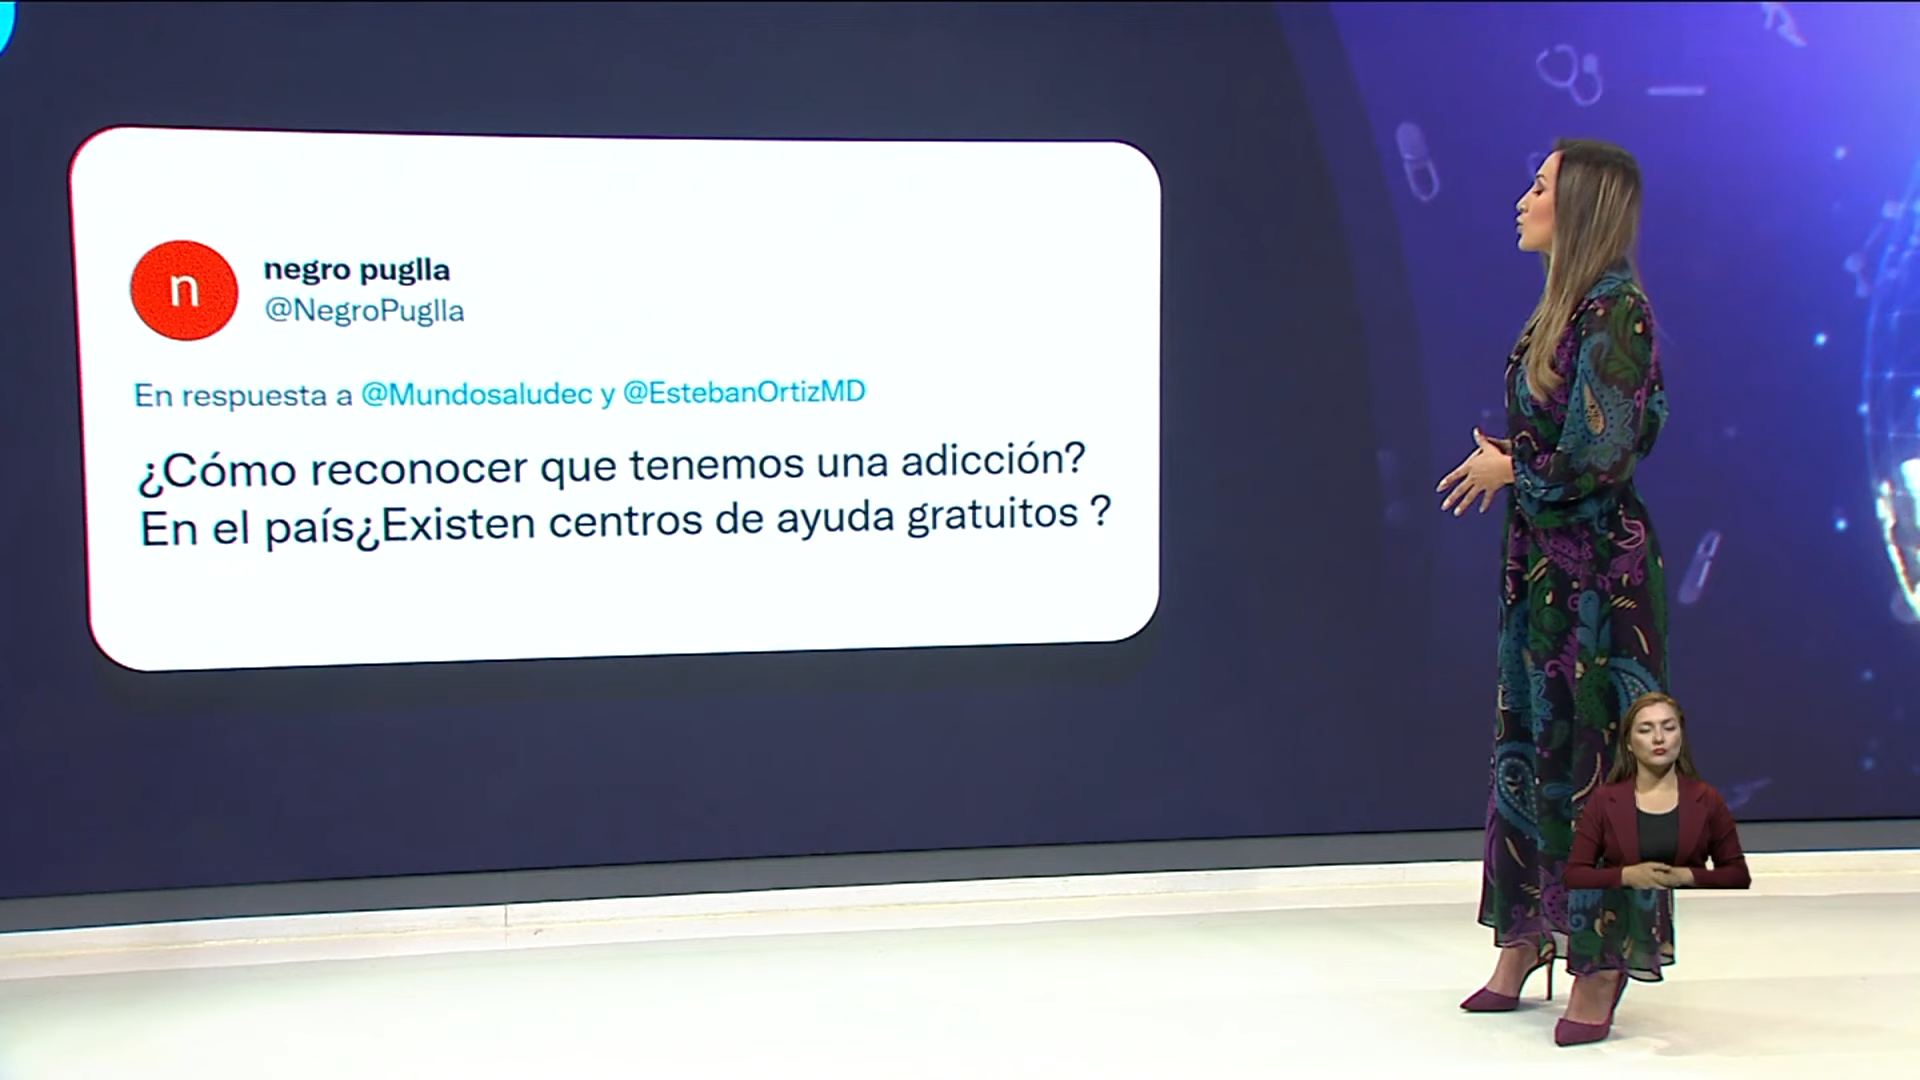 n
negro puglla
@NegroPuglla
En respuesta a @Mundosaludec y @EstebanOrtizMD
¿Cómo reconocer que tenemos una adicción?
En el país¿Existen centros de ayuda gratuitos ?